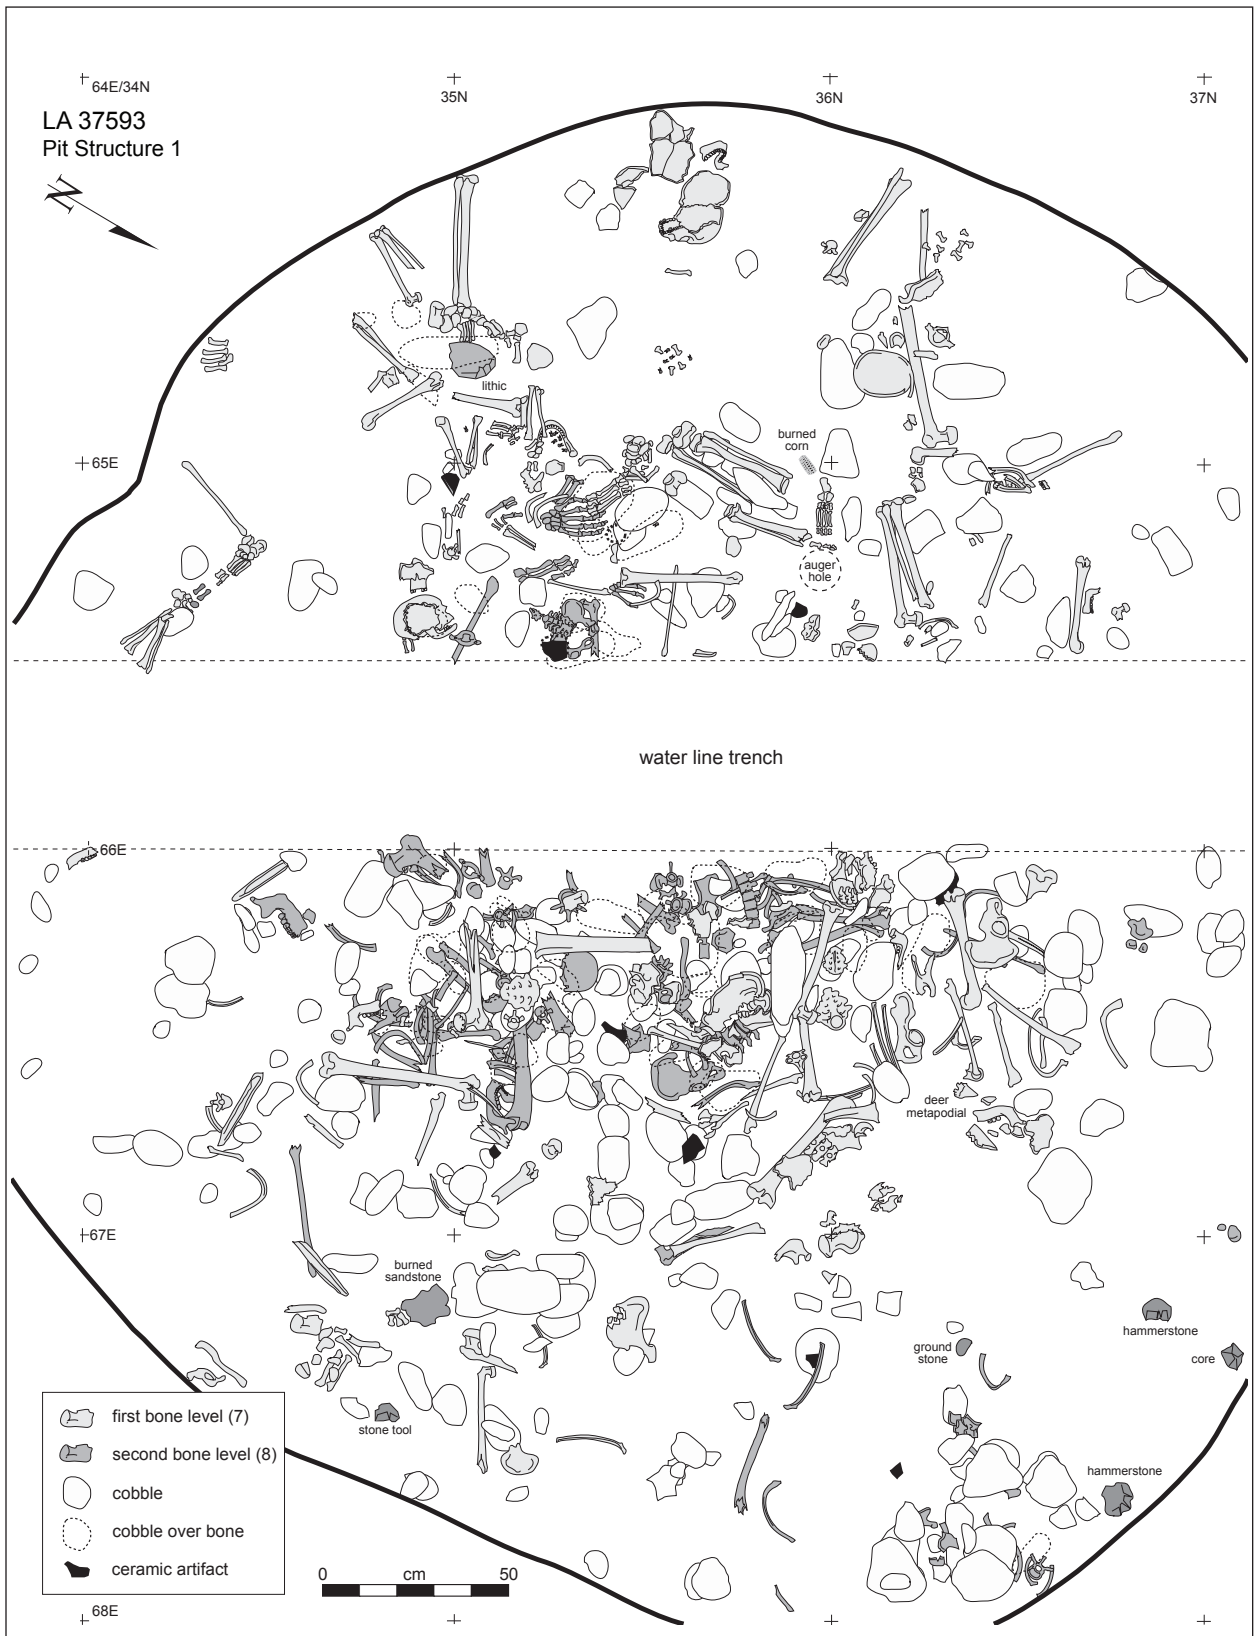 64E/34N
35N
36N
37N
LA 37593
Pit Structure 1
N
lithic
burned
corn
65E
auger
hole
water line trench
66E
deer
metapodial
67E
burned
sandstone
hammerstone
ground
stone
core
first bone level (7)
stone tool
second bone level (8)
hammerstone
cobble
cobble over bone
ceramic artifact
0 cm 50
68E